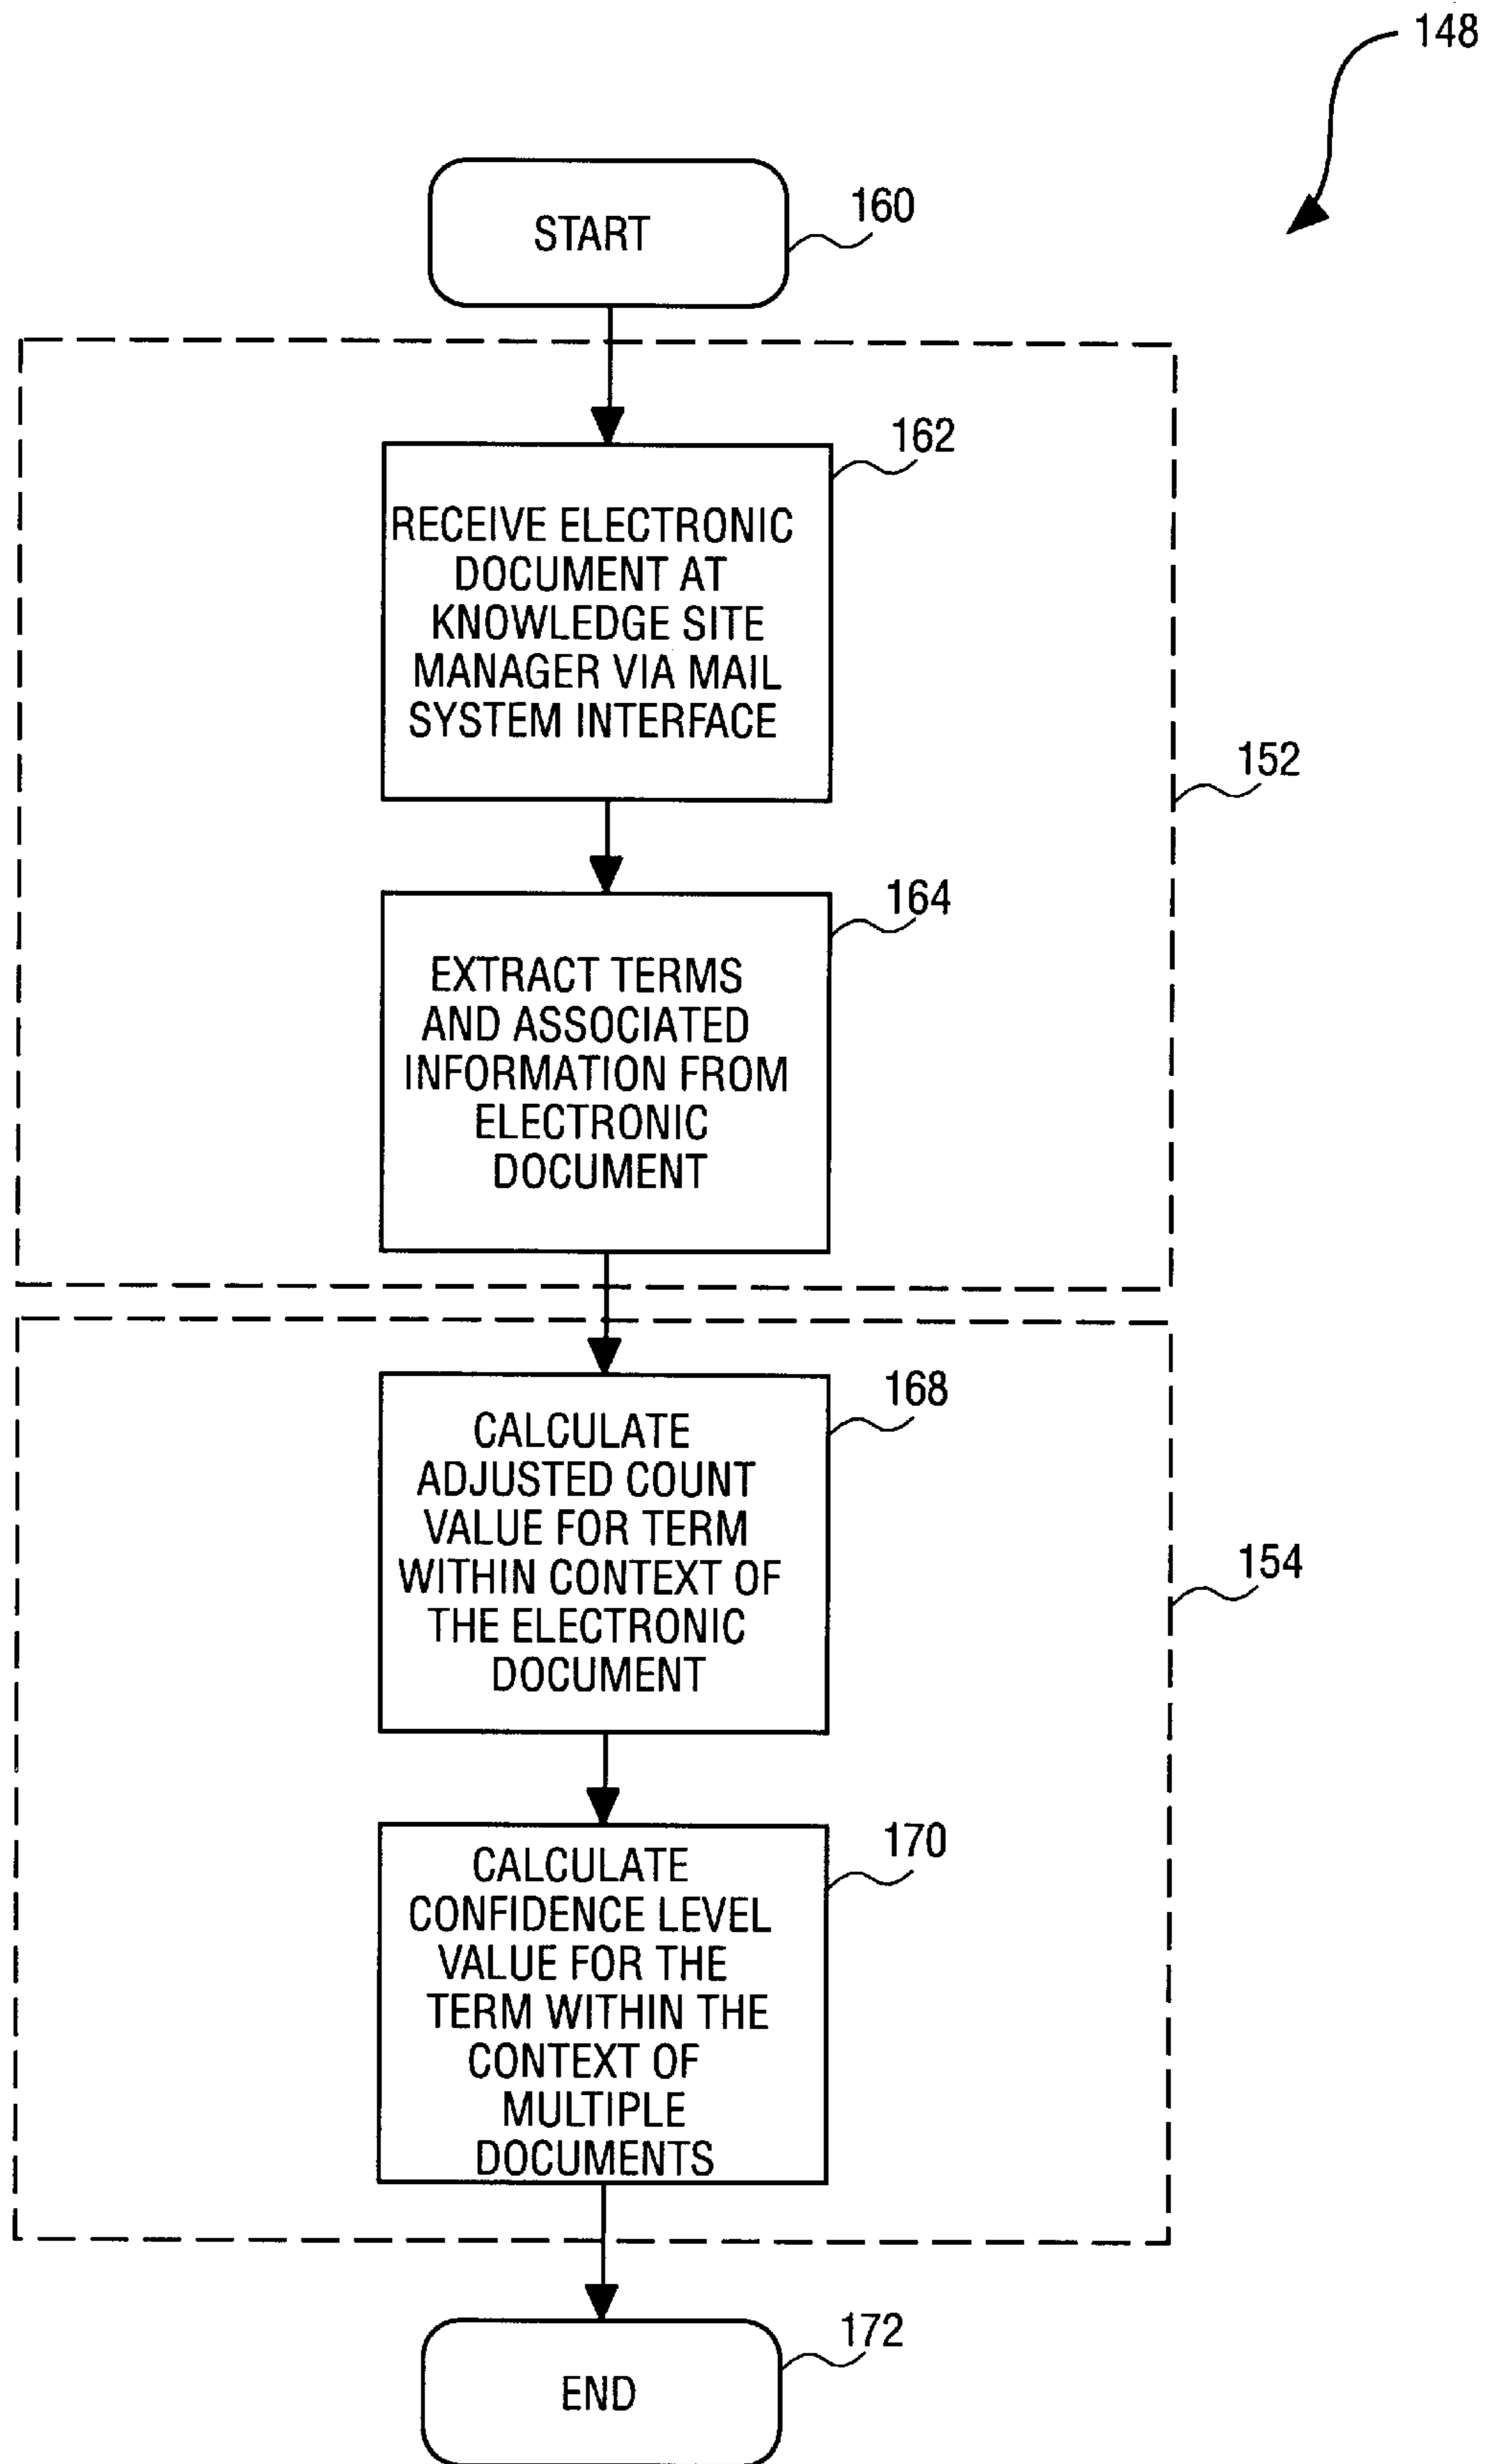 148
START
160
162
RECEIVE ELECTRONIC
DOCUMENT AT
KNOWLEDGE SITE
MANAGER VIA MAIL
SYSTEM INTERFACE
152
164
EXTRACT TERMS
AND ASSOCIATED
INFORMATION FROM
ELECTRONIC
DOCUMENT
168
CALCULATE
ADJUSTED COUNT
VALUE FOR TERM
WITHIN CONTEXT OF
THE ELECTRONIC
DOCUMENT
154
170
CALCULATE
CONFIDENCE LEVEL
VALUE FOR THE
TERM WITHIN THE
CONTEXT OF
MULTIPLE
DOCUMENTS
172
END